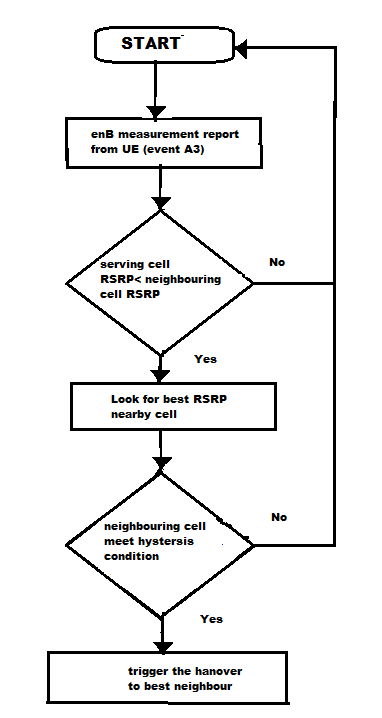 START
enB measurement report
from UE (event A3)
serving cell
RSRP< neighbouring
cell RSRP
No
Yes
Look for best RSRP
nearby cell
neighbouring cell
meet hystersis
condition
No
Yes
trigger the hanover
to best neighbour